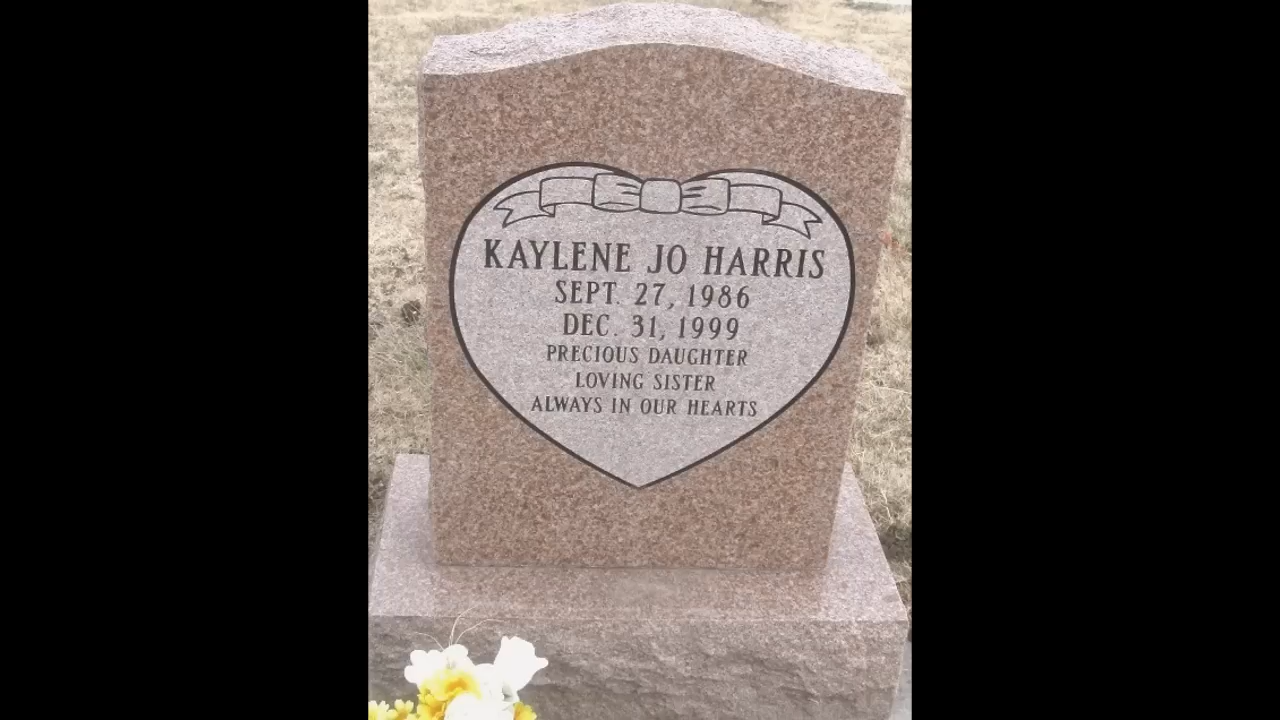 KAYLENE JO HARRIS
SEPT. 27, 1986
DEC. 31, 1999
PRECIOUS DAUGHTER
LOVING SISTER
ALWAYS IN OUR HEARTS